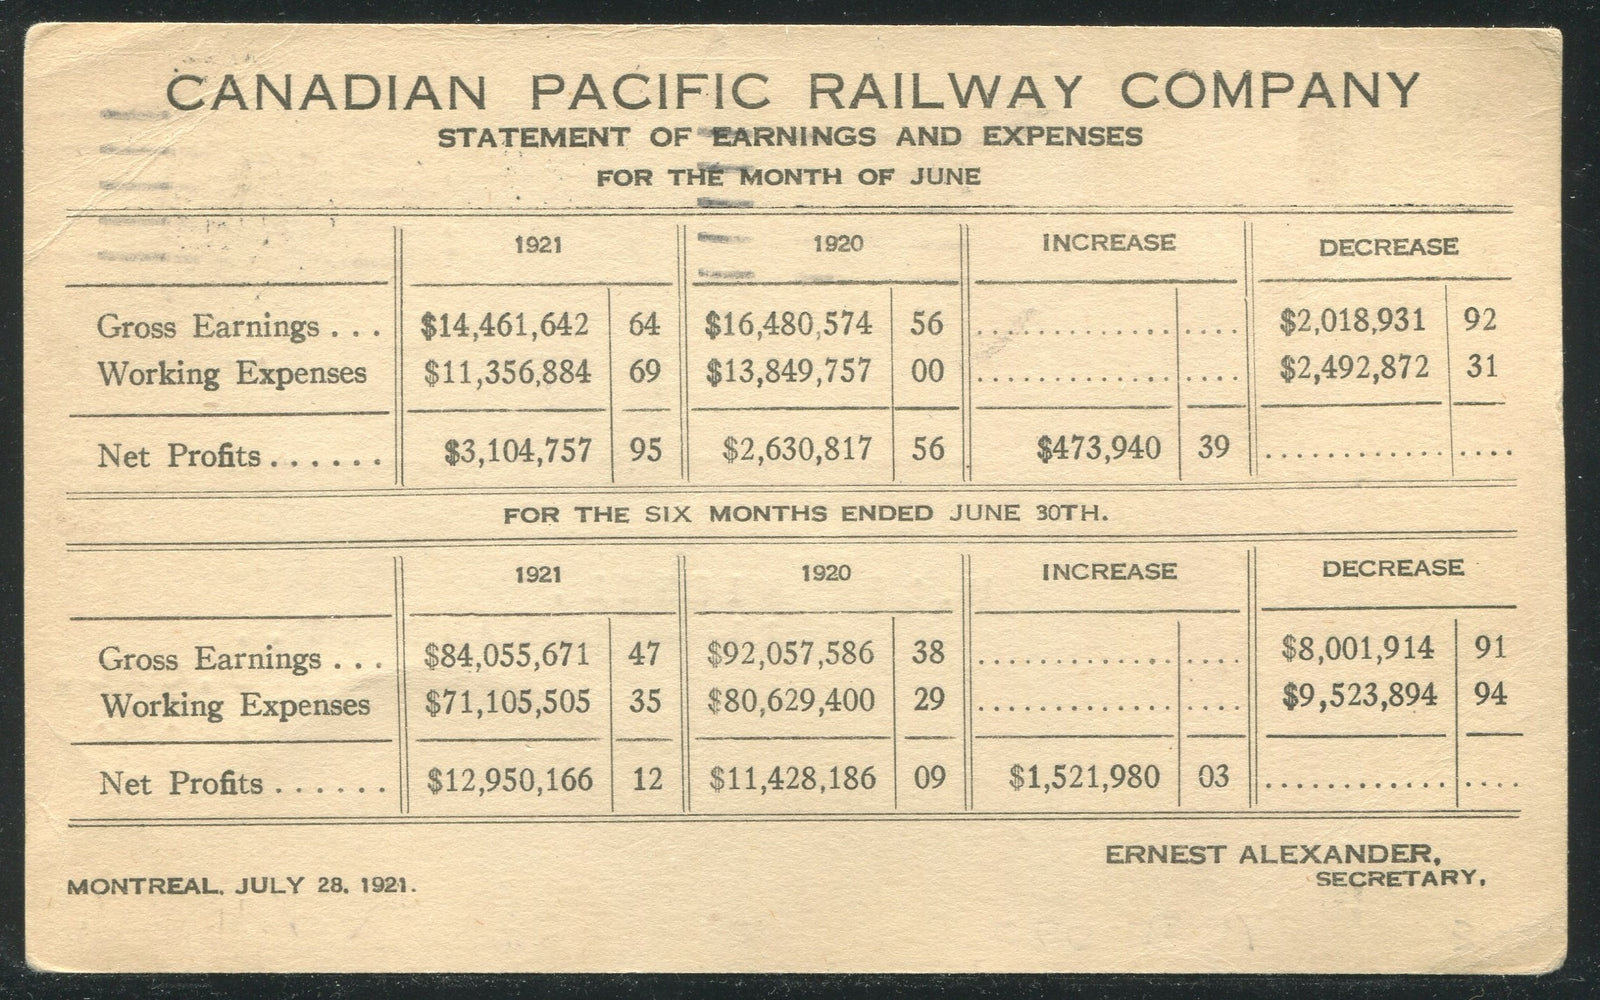 CANADIAN PACIFIC RAILWAY COMPANY
STATEMENT OF EARNINGS AND EXPENSES
FOR THE MONTH OF JUNE
1921 1920 INCREASE DECREASE
Gross Earnings . . . $14,461,642 64 $16,480,574 56 ................. $2,018,931 92
Working Expenses $11,356,884 69 $13,849,757 00 ................. $2,492,872 31
Net Profits . . . . . . $3,104,757 95 $2,630,817 56 $473,940 39 .................
FOR THE SIX MONTHS ENDED JUNE 30TH.
1921 1920 INCREASE DECREASE
Gross Earnings . . . $84,055,671 47 $92,057,586 38 ................. $8,001,914 91
Working Expenses $71,105,505 35 $80,629,400 29 ................. $9,523,894 94
Net Profits . . . . . . $12,950,166 12 $11,428,186 09 $1,521,980 03 .................
ERNEST ALEXANDER,
SECRETARY,
MONTREAL, JULY 28, 1921.